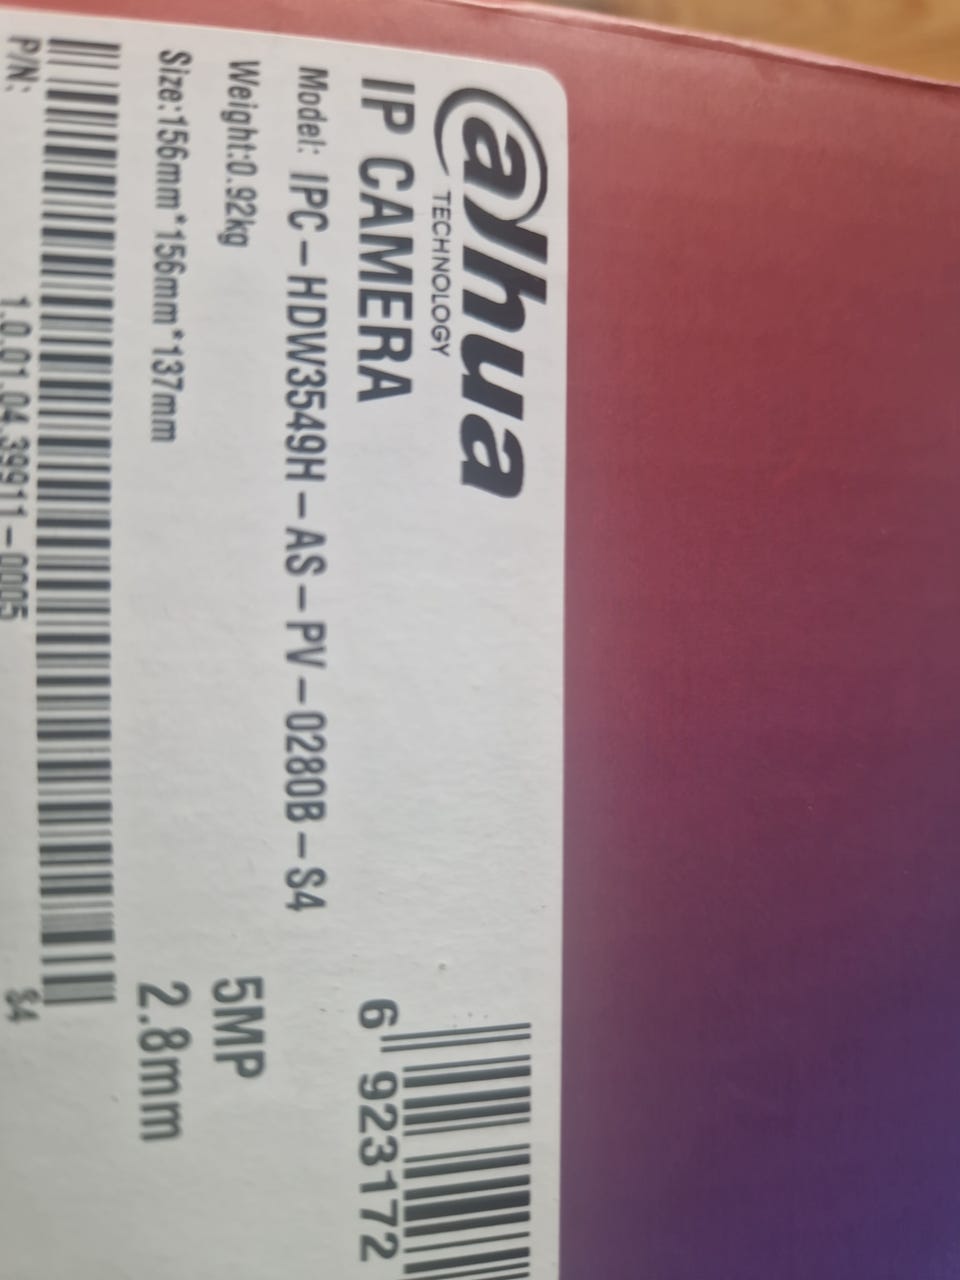 alhua
TECHNOLOGY
IP CAMERA
Model: IPC-HDW3549H-AS-PV-0280B-S4
Weight:0.92kg
5MP
Size:156mm*156mm*137mm
2.8mm
6 923172
P/N: 1.0.01.04.39911-0005 S4